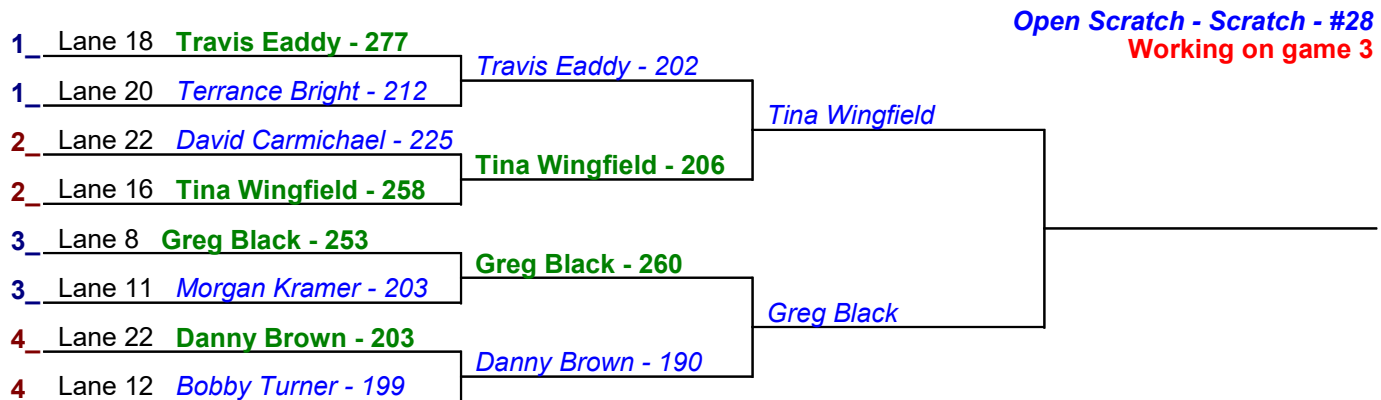 Open Scratch - Scratch - #28
Working on game 3
1_ Lane 18 Travis Eaddy - 277
Travis Eaddy - 202
1_ Lane 20 Terrance Bright - 212
Tina Wingfield
2_ Lane 22 David Carmichael - 225
Tina Wingfield - 206
2_ Lane 16 Tina Wingfield - 258
3_ Lane 8 Greg Black - 253
Greg Black - 260
3_ Lane 11 Morgan Kramer - 203
Greg Black
4_ Lane 22 Danny Brown - 203
Danny Brown - 190
4 Lane 12 Bobby Turner - 199